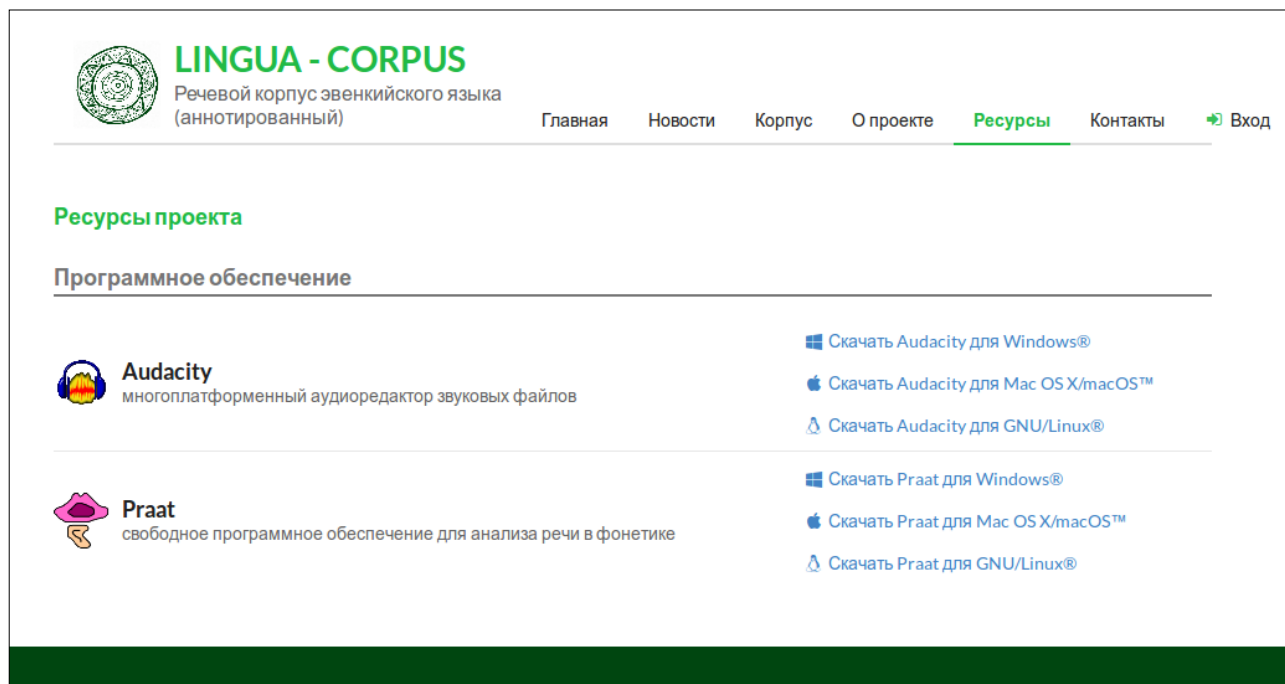 LINGUA - CORPUS
Речевой корпус эвенкийского языка
(аннотированный)
Главная Новости Корпус О проекте Ресурсы Контакты Вход
Ресурсы проекта
Программное обеспечение
Audacity
многоплатформенный аудиоредактор звуковых файлов
Скачать Audacity для Windows®
Скачать Audacity для Mac OS X/macOS™
Скачать Audacity для GNU/Linux®
Praat
свободное программное обеспечение для анализа речи в фонетике
Скачать Praat для Windows®
Скачать Praat для Mac OS X/macOS™
Скачать Praat для GNU/Linux®